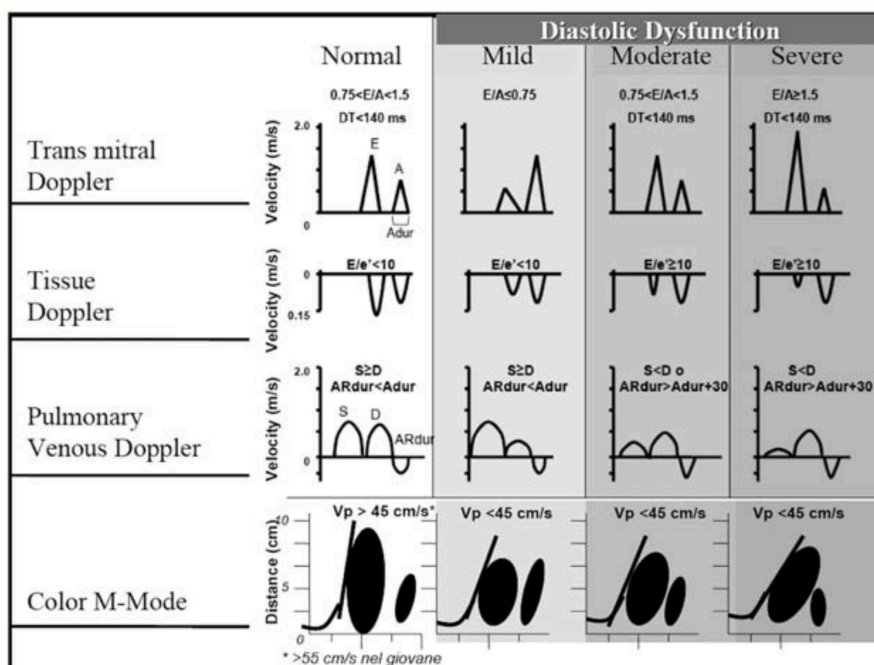 Diastolic Dysfunction
Normal Mild Moderate Severe
0.75<E/A<1.5 E/A≤0.75 0.75<E/A<1.5 E/A≥1.5
DT<140 ms DT<140 ms DT<140 ms
Trans mitral
Doppler
Velocity (m/s)
2.0
0
E
A
Adur
Tissue
Doppler
Velocity (m/s)
0
0.15
E/e'<10 E/e'<10 E/e'≥10 E/e'≥10
Pulmonary
Venous Doppler
Velocity (m/s)
2.0
0
S≥D S≥D S<D o S<D
ARdur<Adur ARdur<Adur ARdur>Adur+30 ARdur>Adur+30
S D
ARdur
Color M-Mode
Distance (cm)
10
5
0
Vp > 45 cm/s* Vp <45 cm/s Vp <45 cm/s Vp <45 cm/s
* >55 cm/s nel giovane